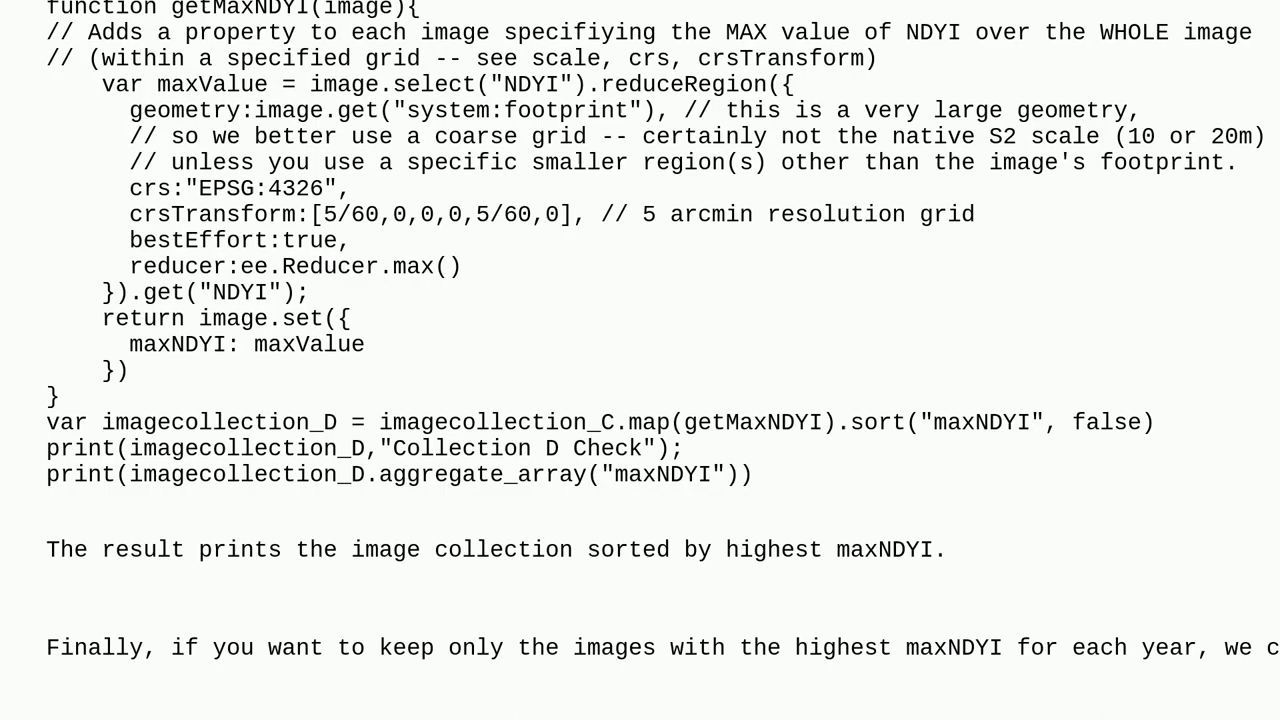 function getMaxNDYI(image){
// Adds a property to each image specifiying the MAX value of NDYI over the WHOLE image
// (within a specified grid -- see scale, crs, crsTransform)
var maxValue = image.select("NDYI").reduceRegion({
geometry:image.get("system:footprint"), // this is a very large geometry,
// so we better use a coarse grid -- certainly not the native S2 scale (10 or 20m)
// unless you use a specific smaller region(s) other than the image's footprint.
crs:"EPSG:4326",
crsTransform:[5/60,0,0,0,5/60,0], // 5 arcmin resolution grid
bestEffort:true,
reducer:ee.Reducer.max()
}).get("NDYI");
return image.set({
maxNDYI: maxValue
})
}
var imagecollection_D = imagecollection_C.map(getMaxNDYI).sort("maxNDYI", false)
print(imagecollection_D,"Collection D Check");
print(imagecollection_D.aggregate_array("maxNDYI"))
The result prints the image collection sorted by highest maxNDYI.
Finally, if you want to keep only the images with the highest maxNDYI for each year, we